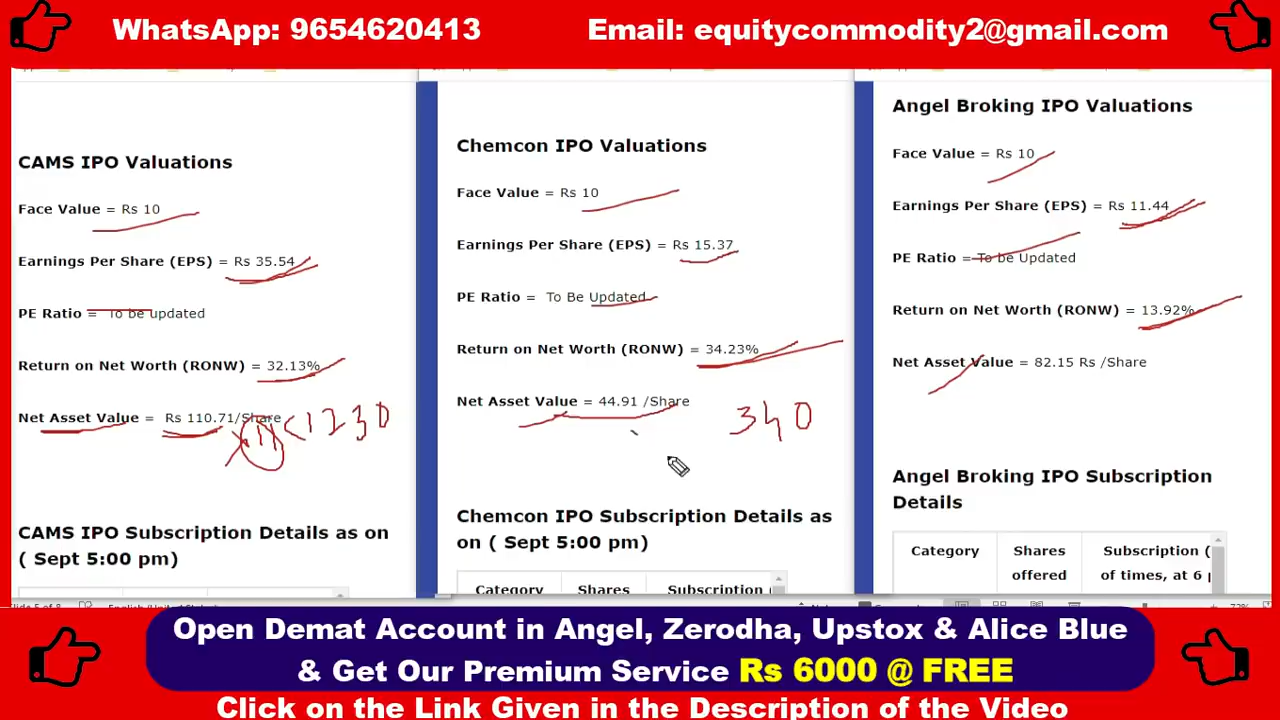 WhatsApp: 9654620413
Email: equitycommodity2@gmail.com
CAMS IPO Valuations
Face Value = Rs 10
Earnings Per Share (EPS) = Rs 35.54
PE Ratio = To be updated
Return on Net Worth (RONW) = 32.13%
Net Asset Value = Rs 110.71/Share
<1230
CAMS IPO Subscription Details as on
( Sept 5:00 pm)
Chemcon IPO Valuations
Face Value = Rs 10
Earnings Per Share (EPS) = Rs 15.37
PE Ratio = To Be Updated
Return on Net Worth (RONW) = 34.23%
Net Asset Value = 44.91 /Share
340
Chemcon IPO Subscription Details as
on ( Sept 5:00 pm)
Category Shares Subscription
Angel Broking IPO Valuations
Face Value = Rs 10
Earnings Per Share (EPS) = Rs 11.44
PE Ratio = To be Updated
Return on Net Worth (RONW) = 13.92%
Net Asset Value = 82.15 Rs /Share
Angel Broking IPO Subscription
Details
Category Shares Subscription (
offered of times, at 6 p
Open Demat Account in Angel, Zerodha, Upstox & Alice Blue
& Get Our Premium Service Rs 6000 @ FREE
Click on the Link Given in the Description of the Video